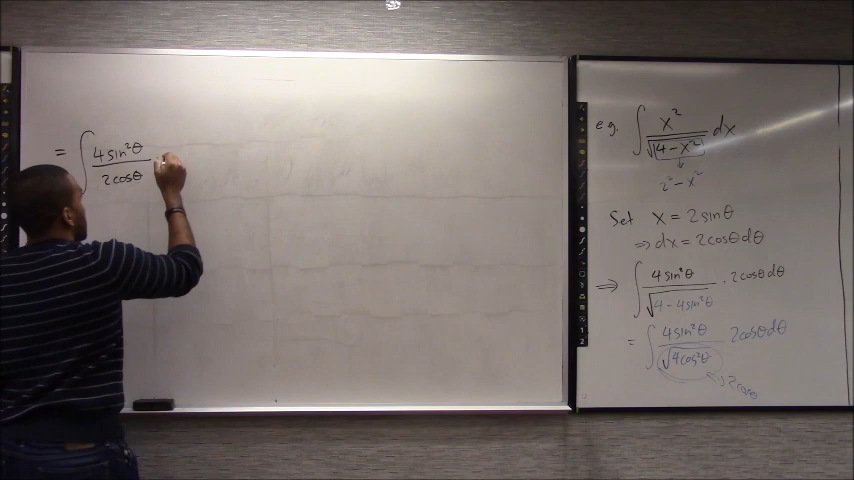 = ∫ 4sin²θ / 2cosθ ·
e.g. ∫ x² / √(4-x²) dx
↓
2² - x²
Set x = 2sinθ
⇒ dx = 2cosθdθ
⇒ ∫ 4sin²θ / √(4-4sin²θ) · 2cosθdθ
= ∫ 4sin²θ / √(4cos²θ) 2cosθdθ
→ 2cosθ